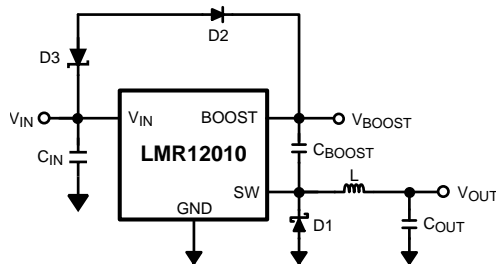 D2
D3
VIN
VIN
BOOST
VBOOST
CIN
LMR12010
CBOOST
SW
L
VOUT
GND
D1
COUT